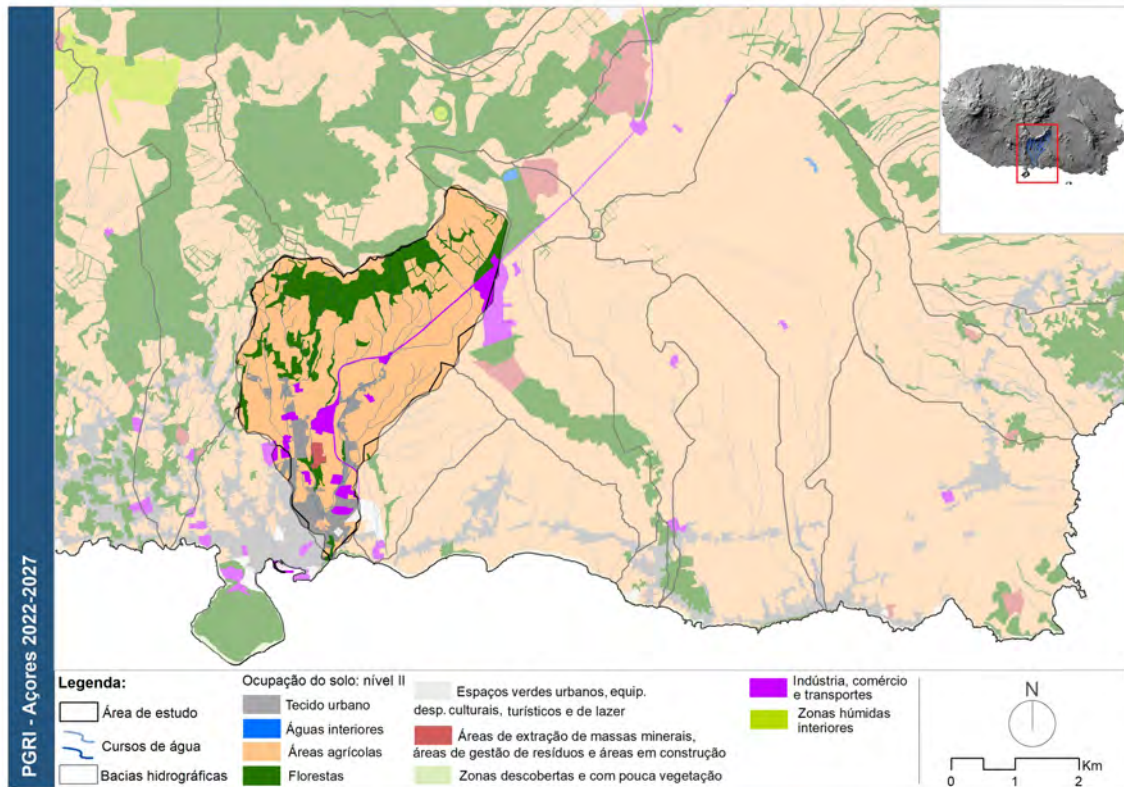 PGRI - Açores 2022-2027
Legenda:
Área de estudo
Cursos de água
Bacias hidrográficas
Ocupação do solo: nível II
Tecido urbano
Águas interiores
Áreas agrícolas
Florestas
Espaços verdes urbanos, equip.
desp. culturais, turísticos e de lazer
Áreas de extração de massas minerais,
áreas de gestão de resíduos e áreas em construção
Zonas descobertas e com pouca vegetação
Indústria, comércio
e transportes
Zonas húmidas
interiores
N
Km
0 1 2